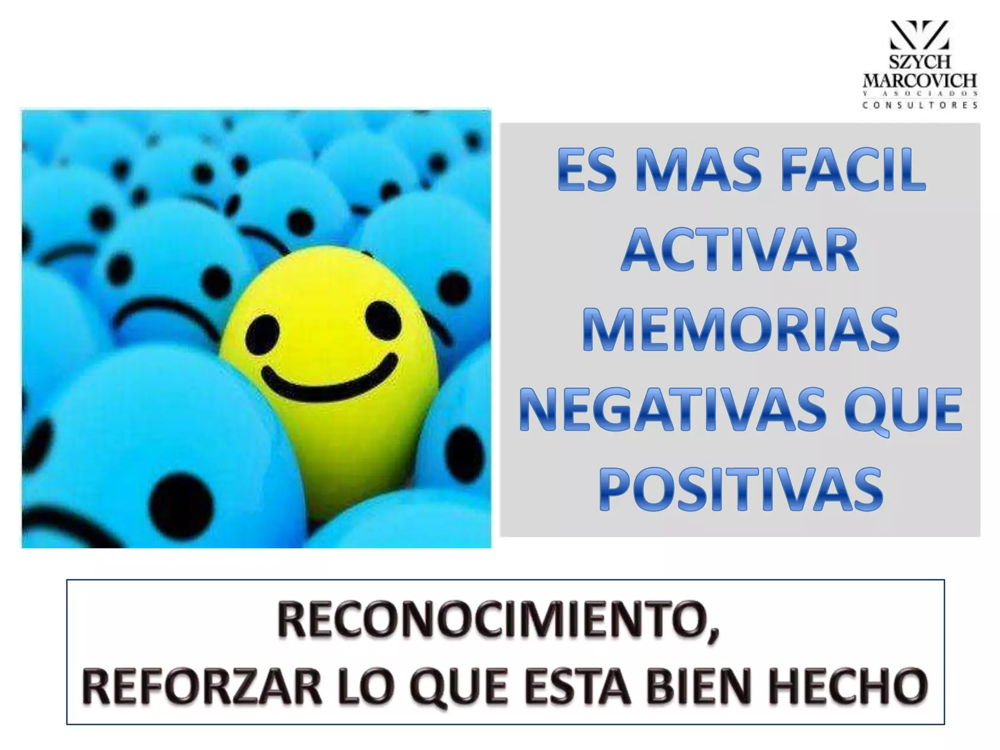 SZYCH
MARCOVICH
Y ASOCIADOS
CONSULTORES
ES MAS FACIL
ACTIVAR
MEMORIAS
NEGATIVAS QUE
POSITIVAS
RECONOCIMIENTO,
REFORZAR LO QUE ESTA BIEN HECHO